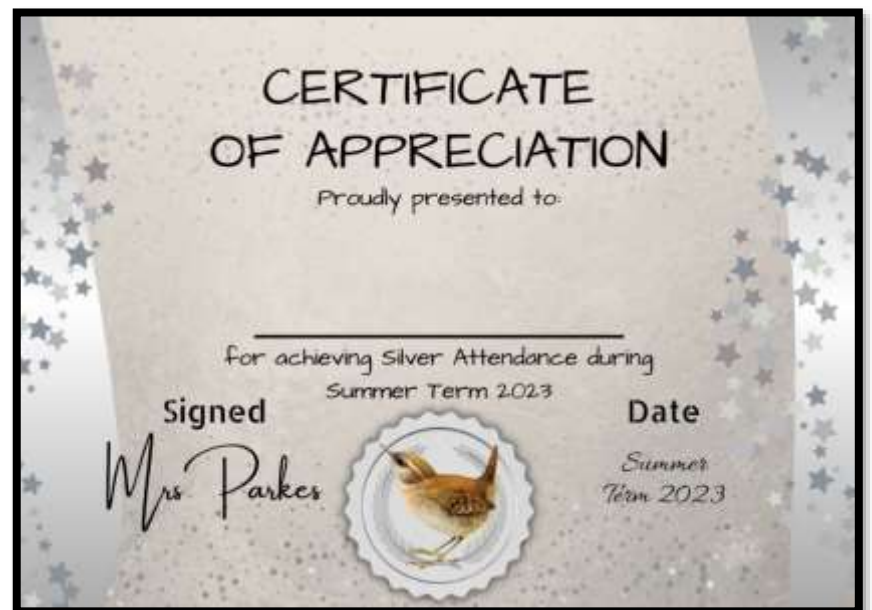 CERTIFICATE
OF APPRECIATION
Proudly presented to:
for achieving Silver Attendance during
Summer Term 2023
Signed
Date
Mrs Parkes
Summer
Term 2023